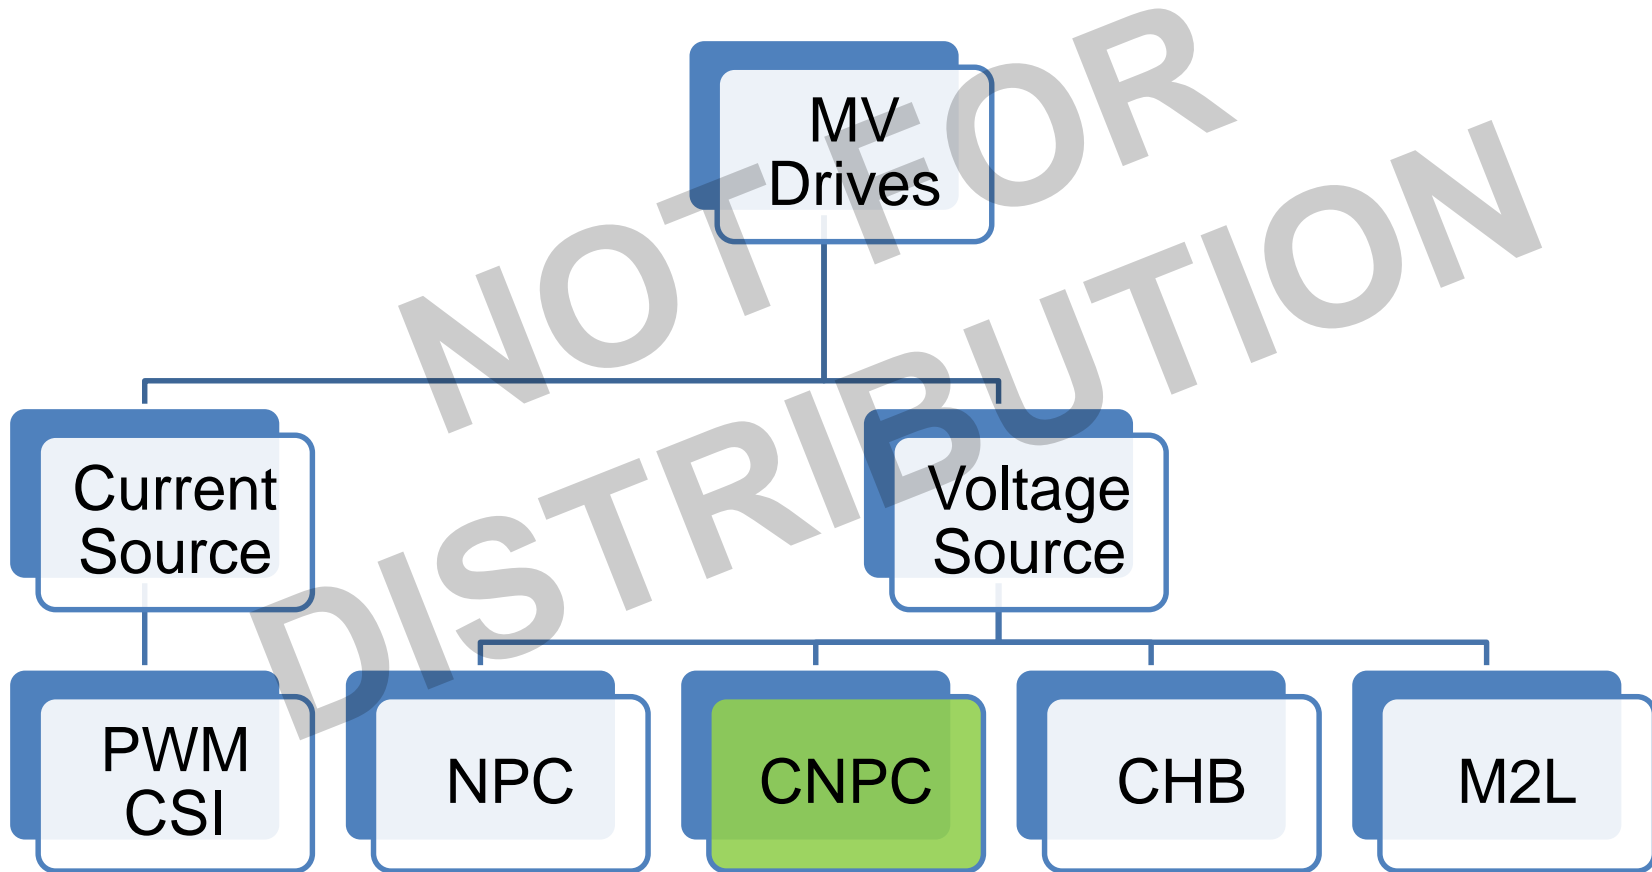 MV
Drives
NOT FOR
DISTRIBUTION
Current
Source
Voltage
Source
PWM
CSI
NPC
CNPC
CHB
M2L